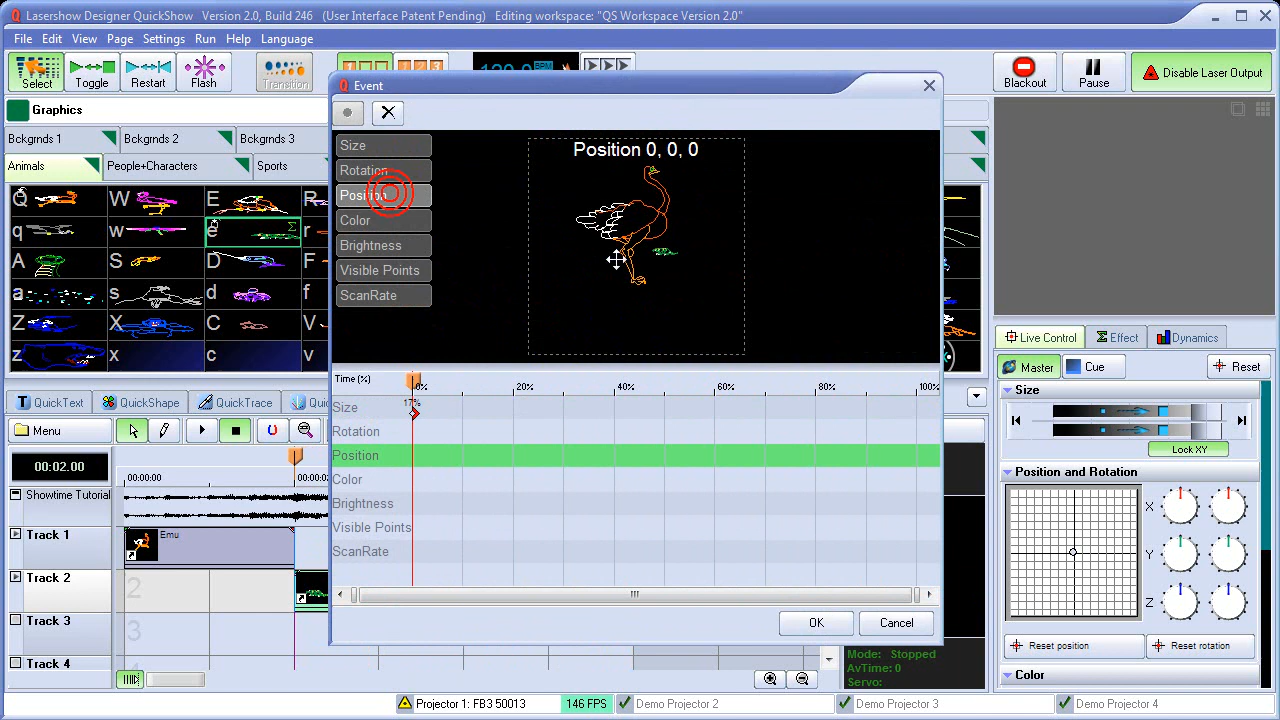 Lasershow Designer QuickShow   Version 2.0, Build 246   (User Interface Patent Pending)   Editing workspace: "QS Workspace Version 2.0"
File Edit View Page Settings Run Help Language
Select Toggle Restart Flash Transition
Blackout Pause Disable Laser Output
Event
Graphics
Bckgrnds 1 Bckgrnds 2 Bckgrnds 3
Animals People+Characters
Size
Rotation
Position
Color
Brightness
Visible Points
ScanRate
Position 0, 0, 0
Q W E R
q w e r
A S D F
a s d f
Z X C V
z x c v
QuickText QuickShape QuickTrace
Live Control Effect Dynamics
Master Cue Reset
Size
Lock XY
Position and Rotation
X
Y
Z
Reset position Reset rotation
Color
Time (%) 20% 40% 60% 80% 100%
17%
Size
Rotation
Position
Color
Brightness
Visible Points
ScanRate
OK Cancel
Menu
00:02.00 00:00:00
Showtime Tutorial
Track 1 Emu
Track 2 2
Track 3 3
Track 4
Mode: Stopped
AvTime: 0
Servo:
Projector 1: FB3 50013 146 FPS Demo Projector 2 Demo Projector 3 Demo Projector 4